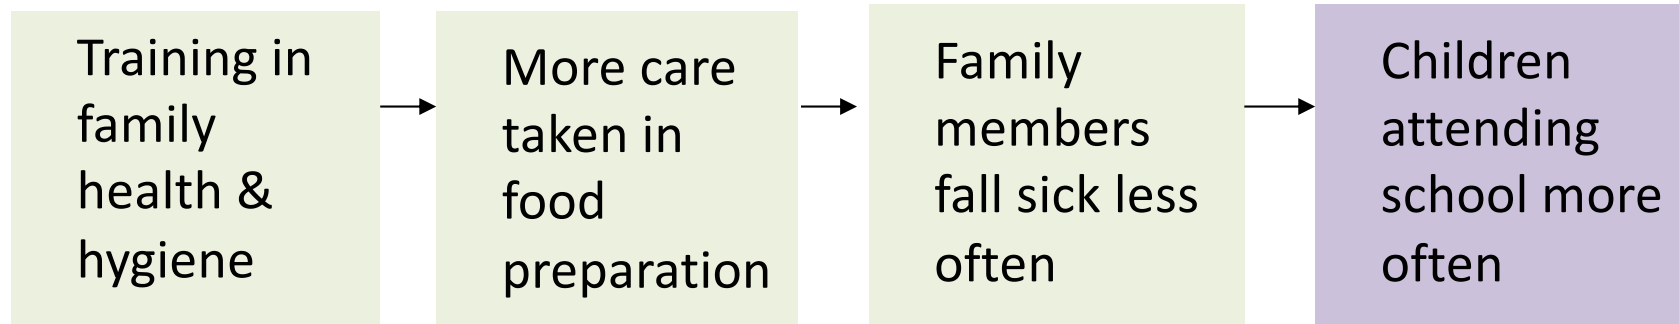 Training in
family
health &
hygiene
More care
taken in
food
preparation
Family
members
fall sick less
often
Children
attending
school more
often